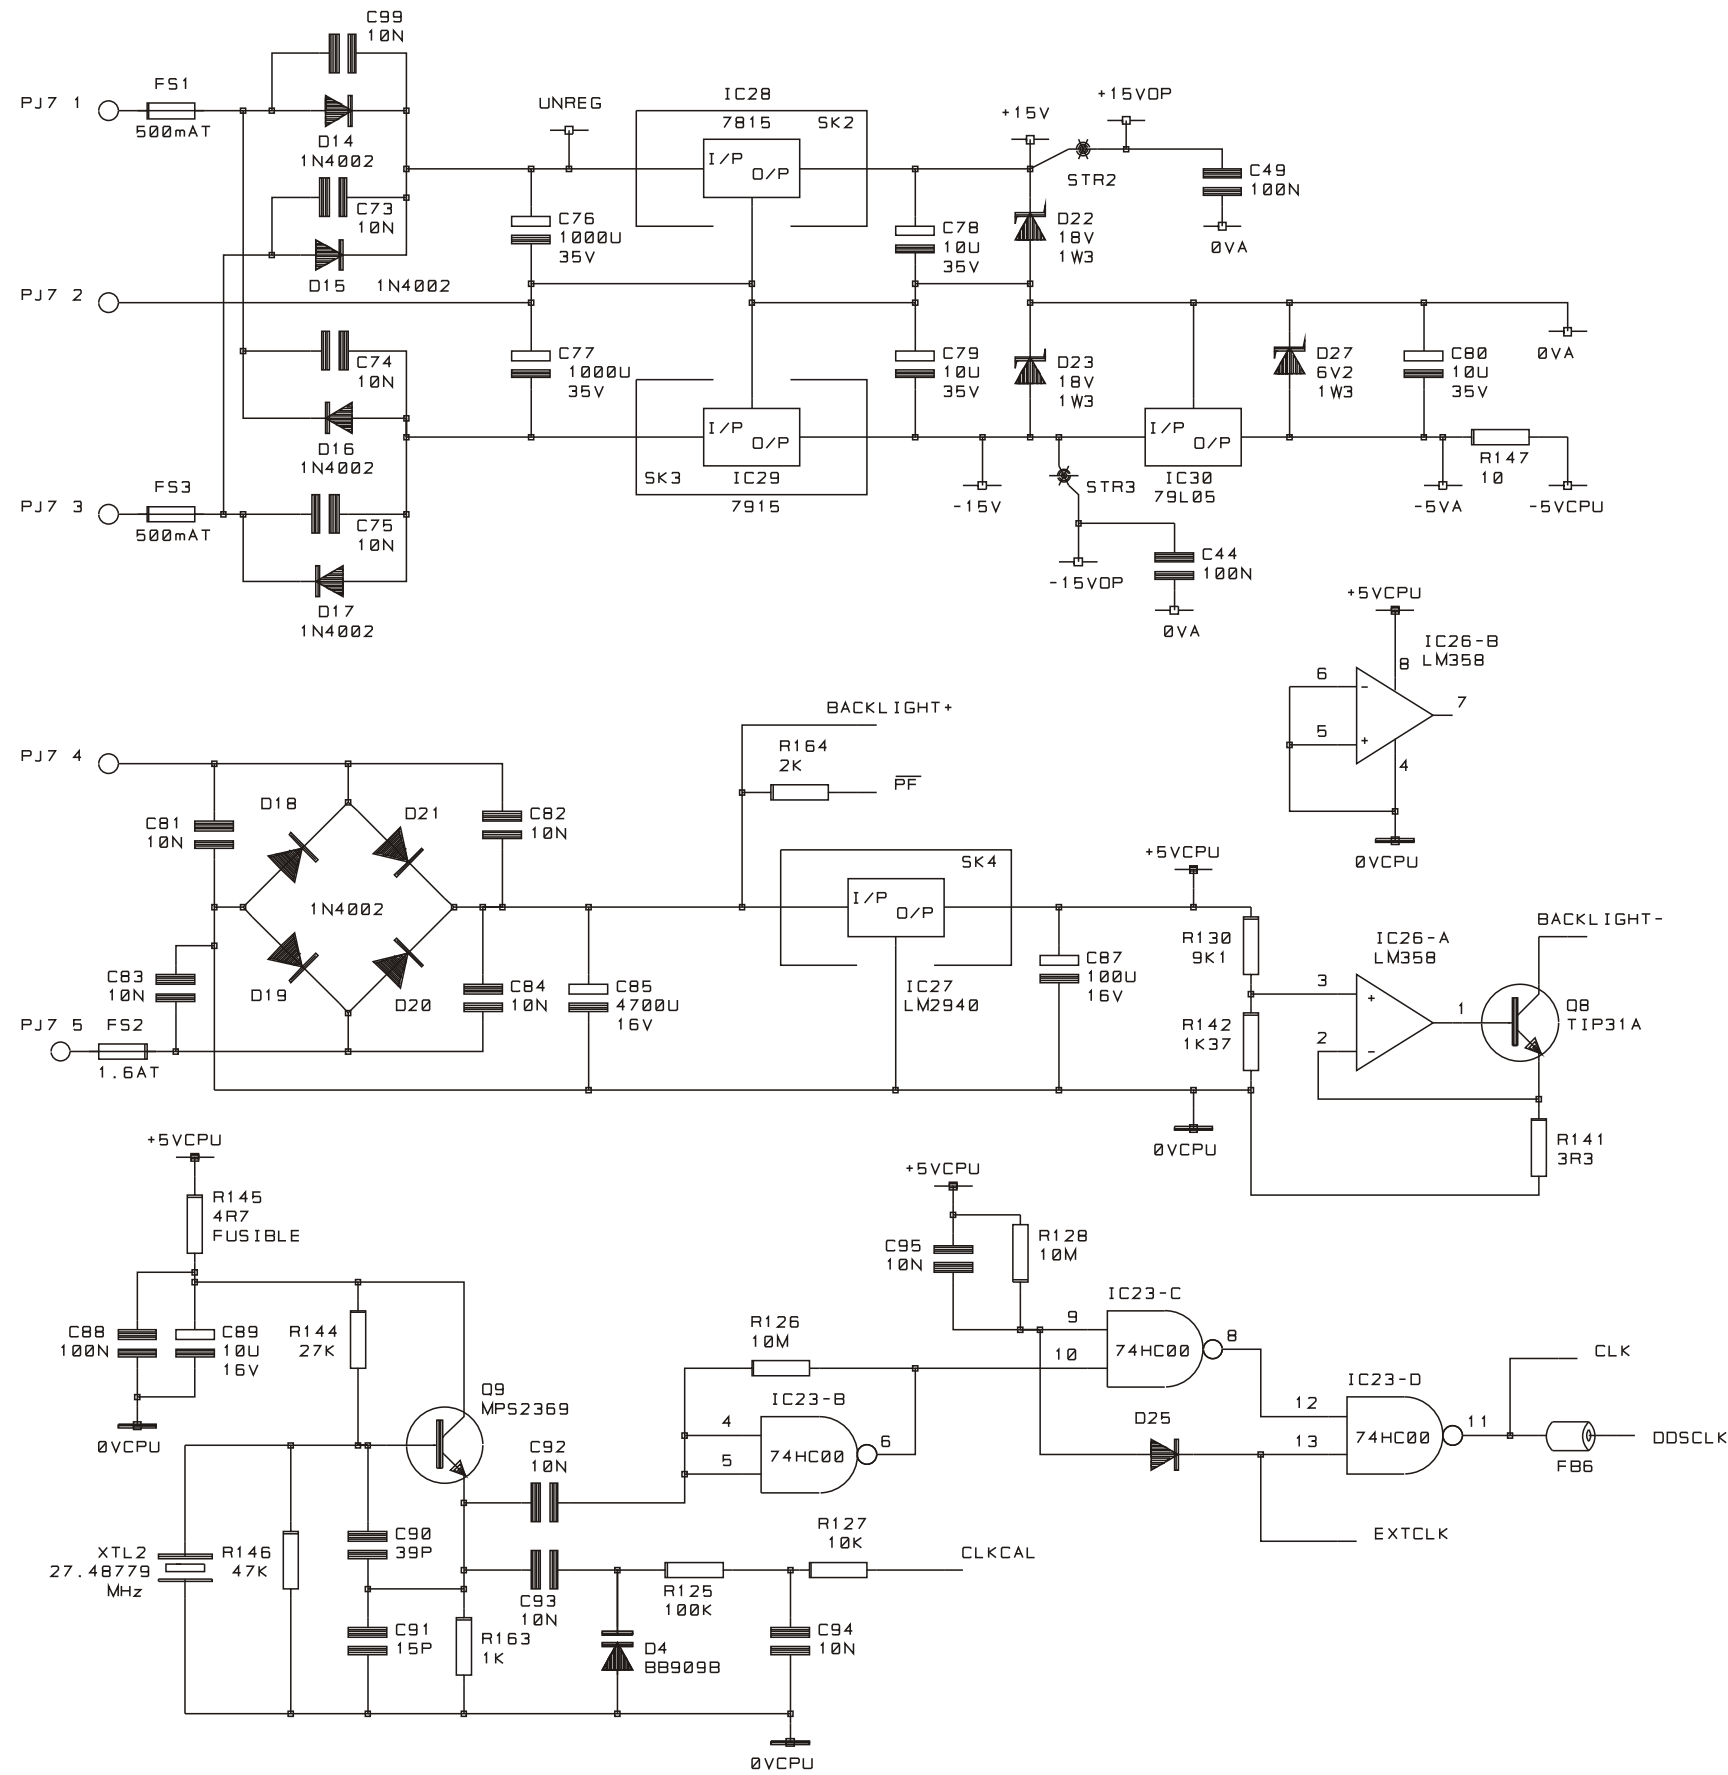 C99
10N
FS1
PJ7 1
500mAT
D14
1N4002
C73
10N
D15 1N4002
PJ7 2
C74
10N
D16
1N4002
FS3
PJ7 3
500mAT
C75
10N
D17
1N4002
UNREG
IC28
7815
SK2
I/P
O/P
C76
1000U
35V
C77
1000U
35V
SK3
I/P
O/P
IC29
7915
+15V
+15VOP
STR2
C49
100N
0VA
C78
10U
35V
D22
18V
1W3
C79
10U
35V
D23
18V
1W3
-15V
STR3
-15VOP
C44
100N
0VA
I/P
O/P
IC30
79L05
D27
6V2
1W3
C80
10U
35V
0VA
R147
10
-5VA
-5VCPU
+5VCPU
IC26-B
LM358
8
6
-
7
5
+
4
0VCPU
PJ7 4
C81
10N
D18
D21
C82
10N
1N4002
C83
10N
D19
D20
C84
10N
C85
4700U
16V
PJ7 5
FS2
1.6AT
BACKLIGHT+
R164
2K
PF
SK4
I/P
O/P
IC27
LM2940
+5VCPU
C87
100U
16V
R130
9K1
R142
1K37
0VCPU
IC26-A
LM358
3
+
1
2
-
BACKLIGHT-
Q8
TIP31A
R141
3R3
+5VCPU
R145
4R7
FUSIBLE
C88
100N
C89
10U
16V
0VCPU
R144
27K
Q9
MPS2369
XTL2
27.48779
MHz
R146
47K
C90
39P
C91
15P
R163
1K
C92
10N
C93
10N
D4
BB909B
R125
100K
R127
10K
CLKCAL
C94
10N
0VCPU
R126
10M
IC23-B
4
5
74HC00
6
+5VCPU
C95
10N
R128
10M
IC23-C
9
10
74HC00
8
D25
IC23-D
12
13
74HC00
11
CLK
DDSCLK
FB6
EXTCLK